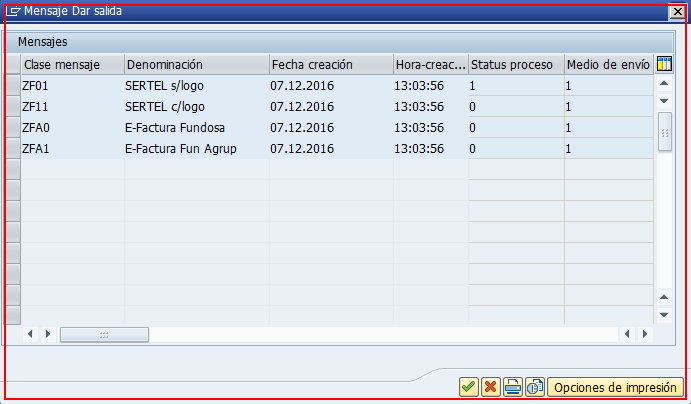 Mensaje Dar salida
Mensajes
Clase mensaje Denominación Fecha creación Hora-creac... Status proceso Medio de envío
ZF01 SERTEL s/logo 07.12.2016 13:03:56 1 1
ZF11 SERTEL c/logo 07.12.2016 13:03:56 0 1
ZFA0 E-Factura Fundosa 07.12.2016 13:03:56 0 1
ZFA1 E-Factura Fun Agrup 07.12.2016 13:03:56 0 1
Opciones de impresión